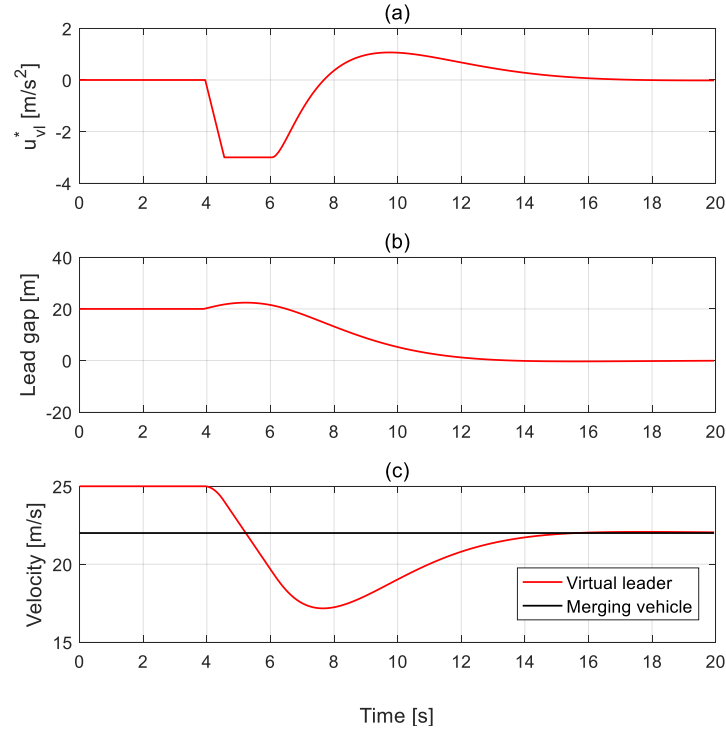 (a)
u*vl [m/s2]
2
0
-2
-4
0 2 4 6 8 10 12 14 16 18 20
(b)
Lead gap [m]
40
20
0
-20
0 2 4 6 8 10 12 14 16 18 20
(c)
Velocity [m/s]
25
20
15
Virtual leader
Merging vehicle
0 2 4 6 8 10 12 14 16 18 20
Time [s]